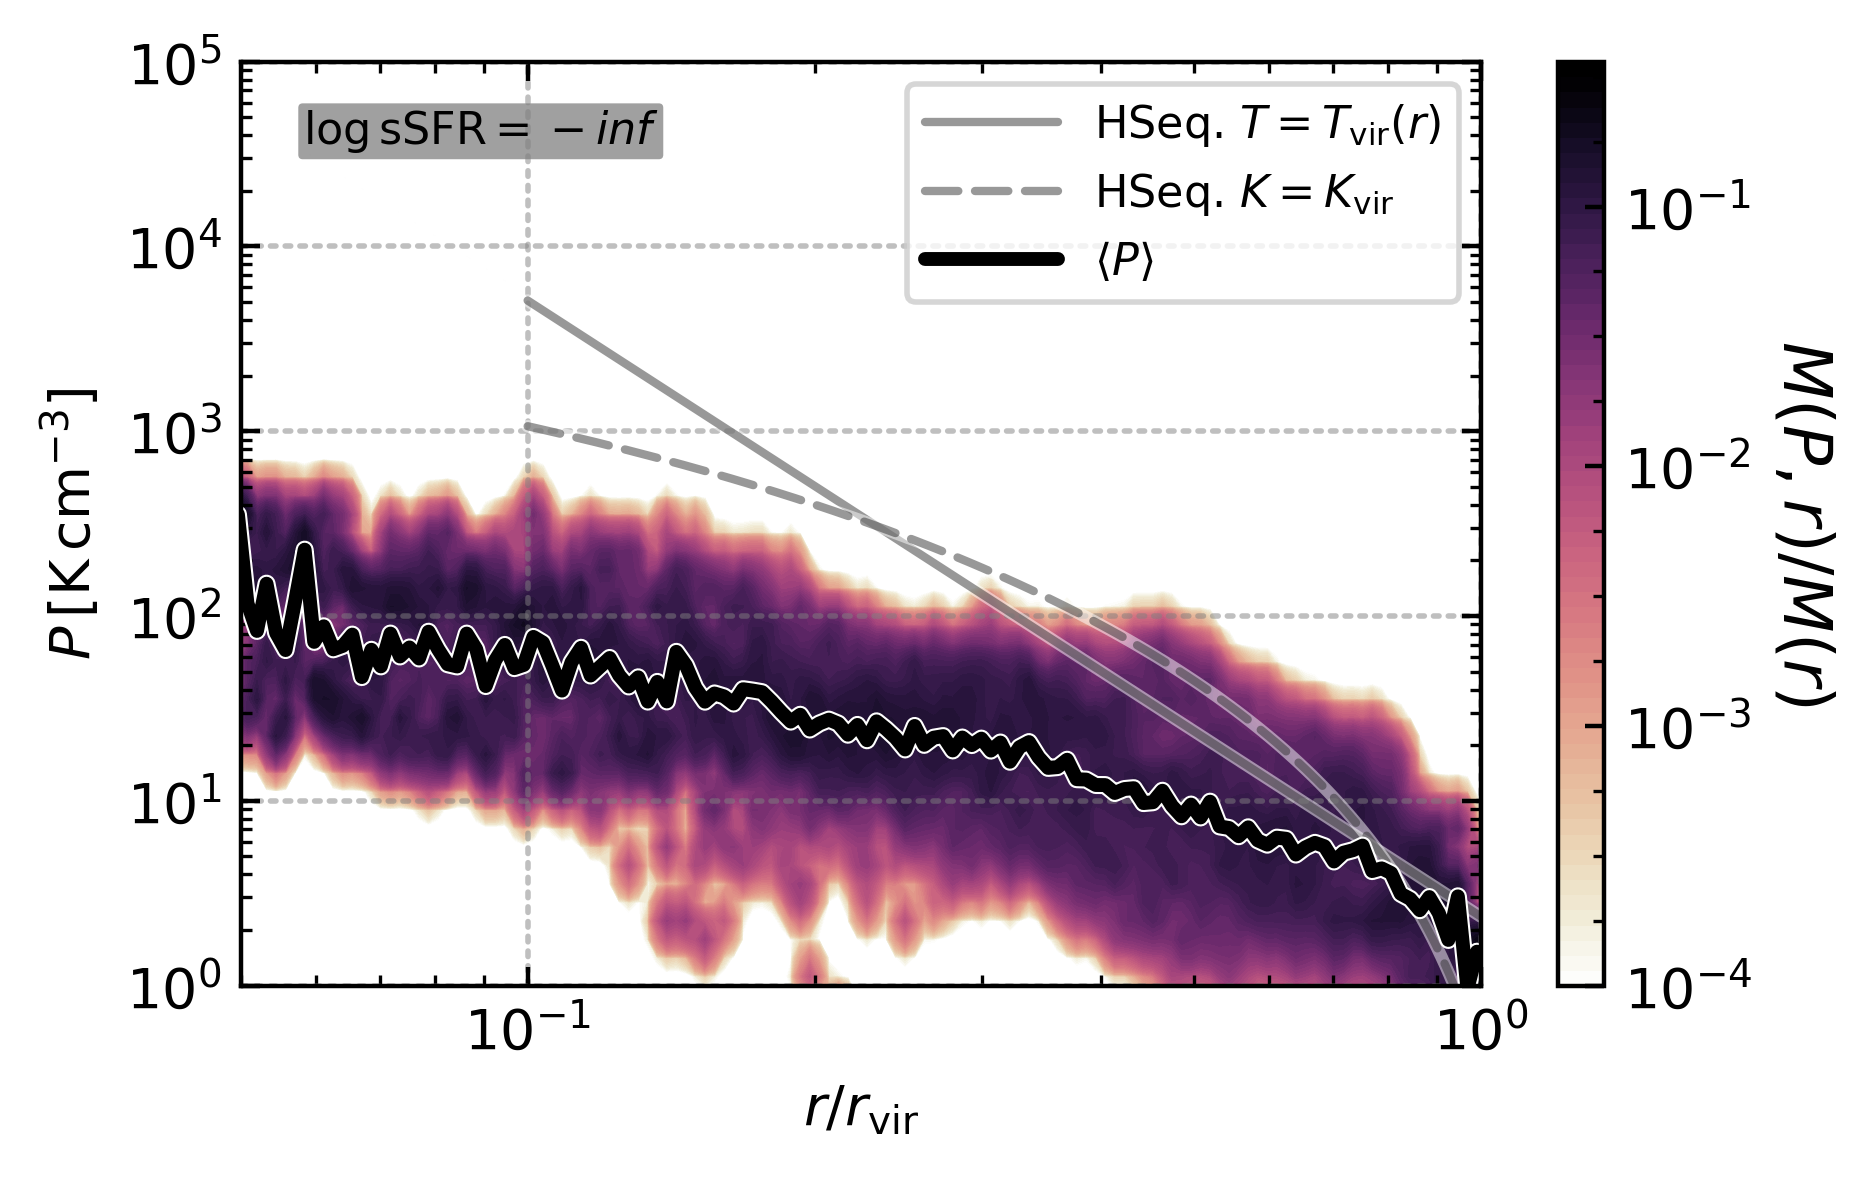 log sSFR = −inf
HSeq. T = T_vir(r)
HSeq. K = K_vir
⟨P⟩
10^5
10^4
10^3
10^2
10^1
10^0
P [K cm^−3]
10^−1
10^0
r/r_vir
10^−1
10^−2
10^−3
10^−4
M(P, r)/M(r)